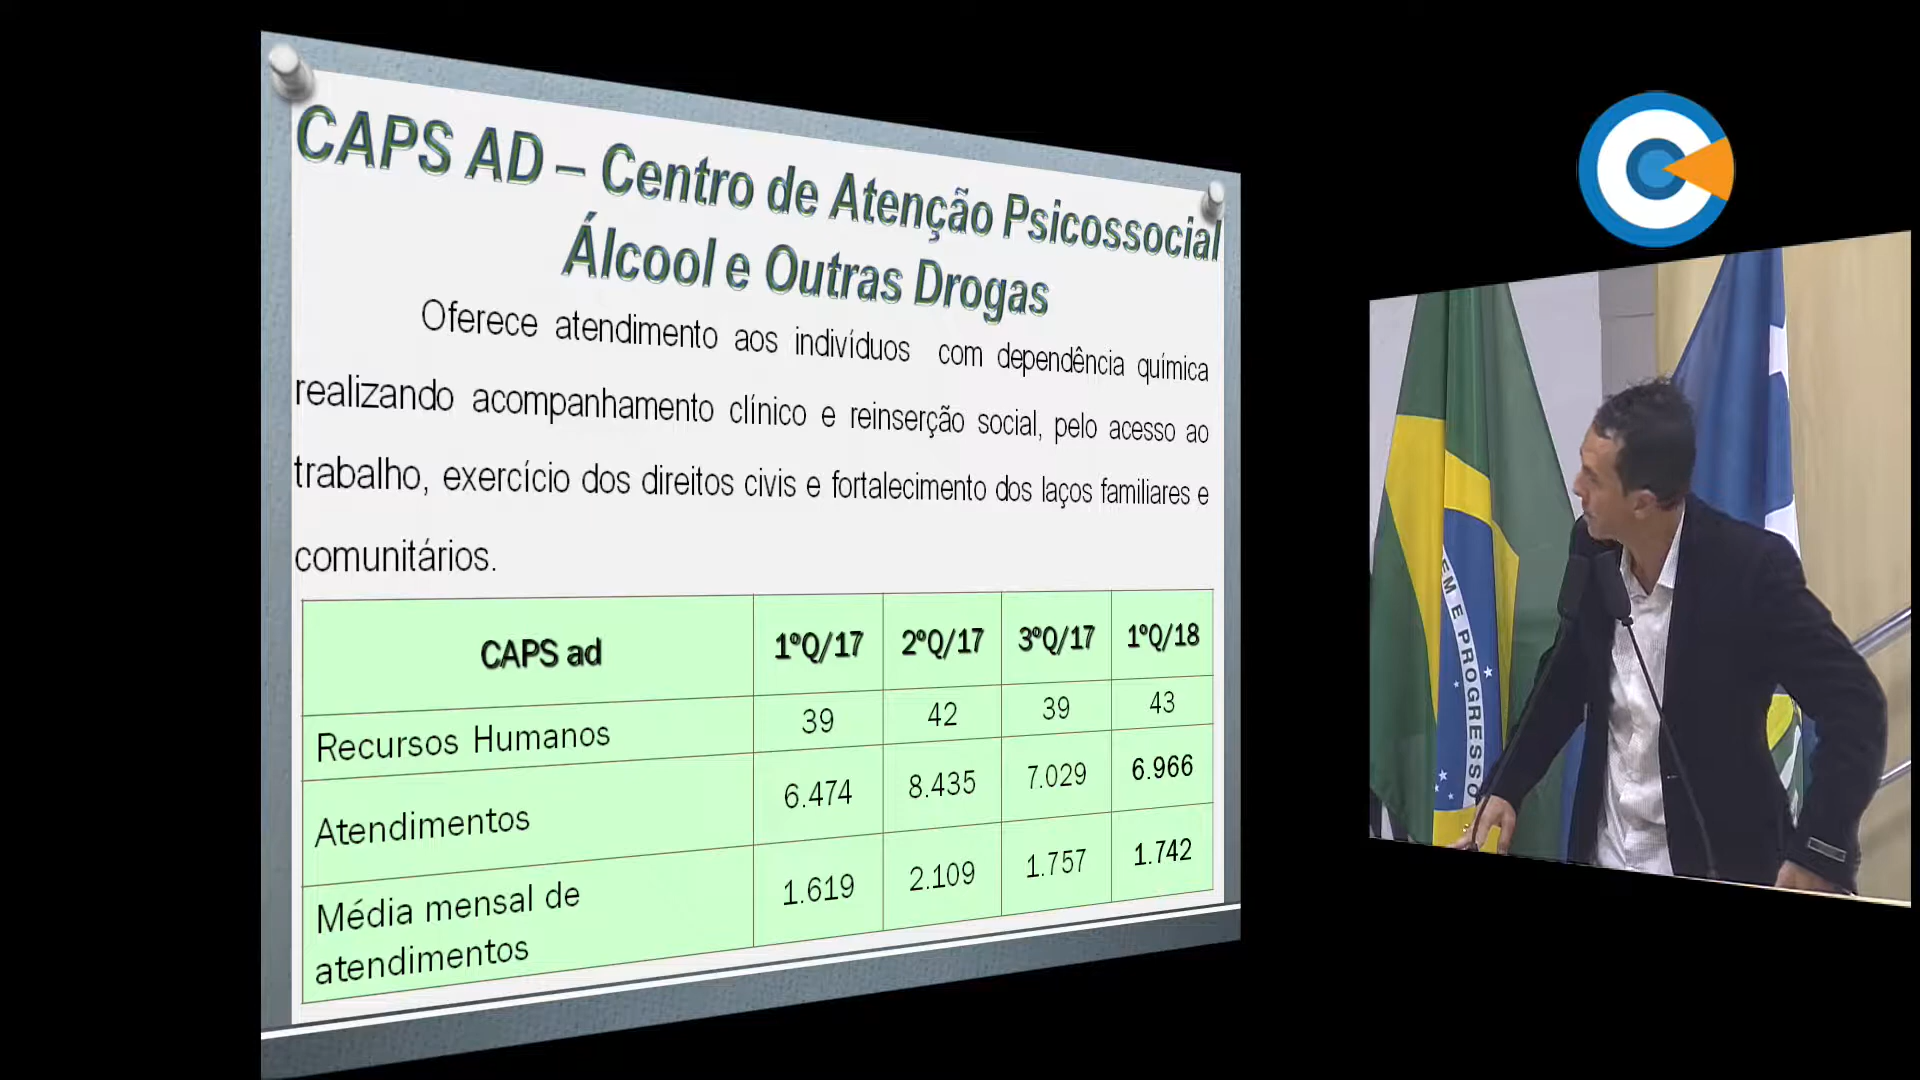 CAPS AD – Centro de Atenção Psicossocial
Álcool e Outras Drogas
Oferece atendimento aos indivíduos com dependência química
realizando acompanhamento clínico e reinserção social, pelo acesso ao
trabalho, exercício dos direitos civis e fortalecimento dos laços familiares e
comunitários.
CAPS ad 1ºQ/17 2ºQ/17 3ºQ/17 1ºQ/18
Recursos Humanos 39 42 39 43
Atendimentos 6.474 8.435 7.029 6.966
Média mensal de
atendimentos 1.619 2.109 1.757 1.742
EM E PROGRESSO